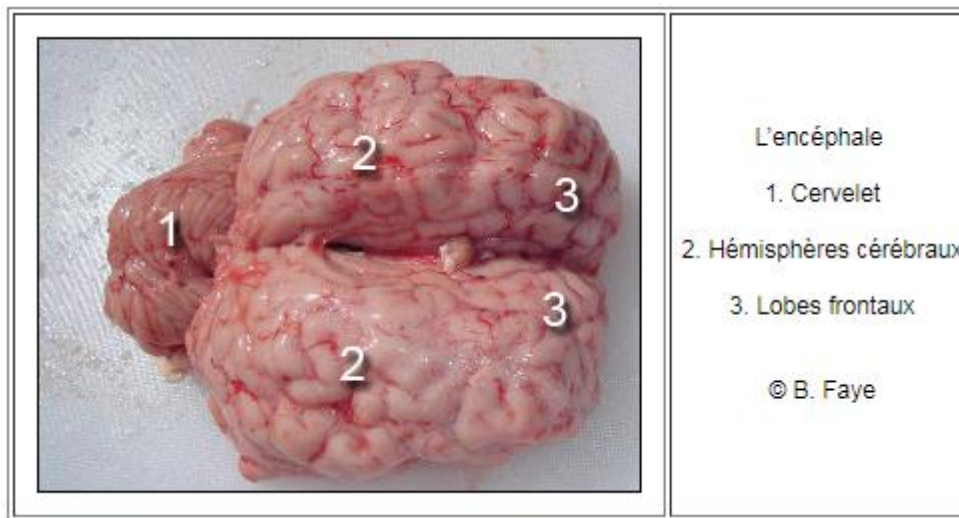 2
3
1
3
2
L'encéphale
1. Cervelet
2. Hémisphères cérébraux
3. Lobes frontaux
© B. Faye